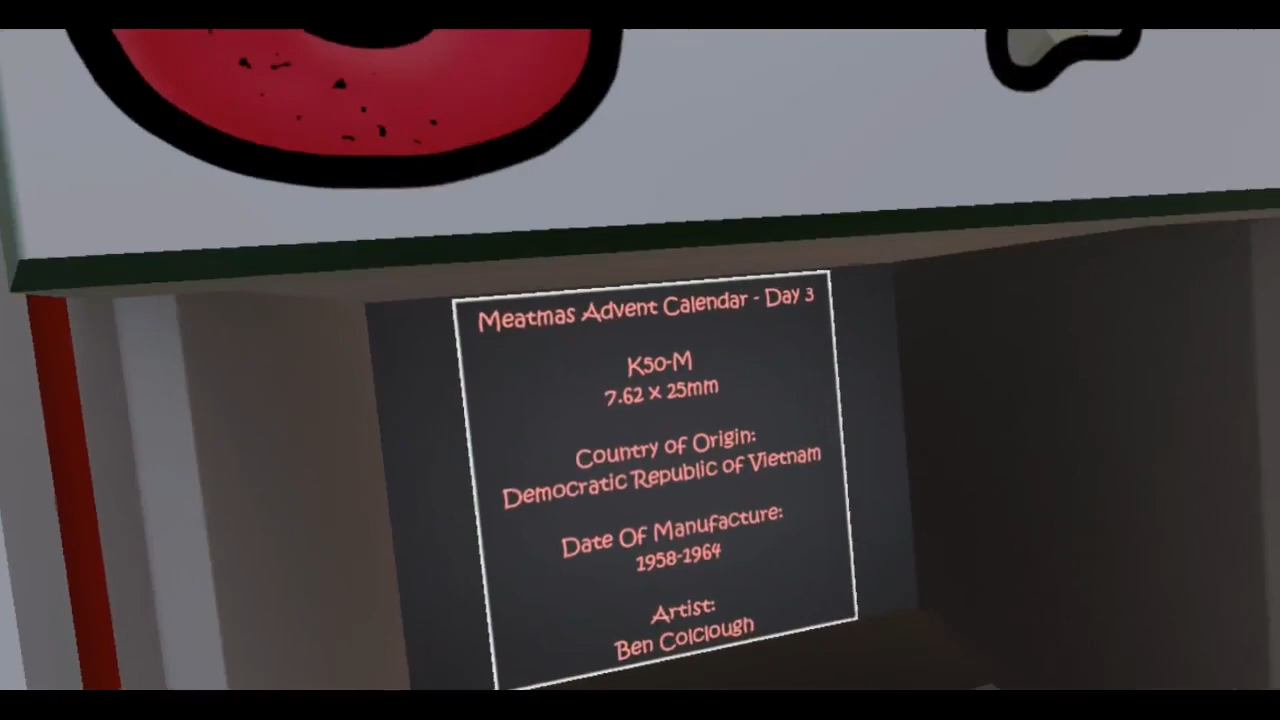 Meatmas Advent Calendar - Day 3
K50-M
7.62 x 25mm
Country of Origin:
Democratic Republic of Vietnam
Date Of Manufacture:
1958-1964
Artist:
Ben Colclough